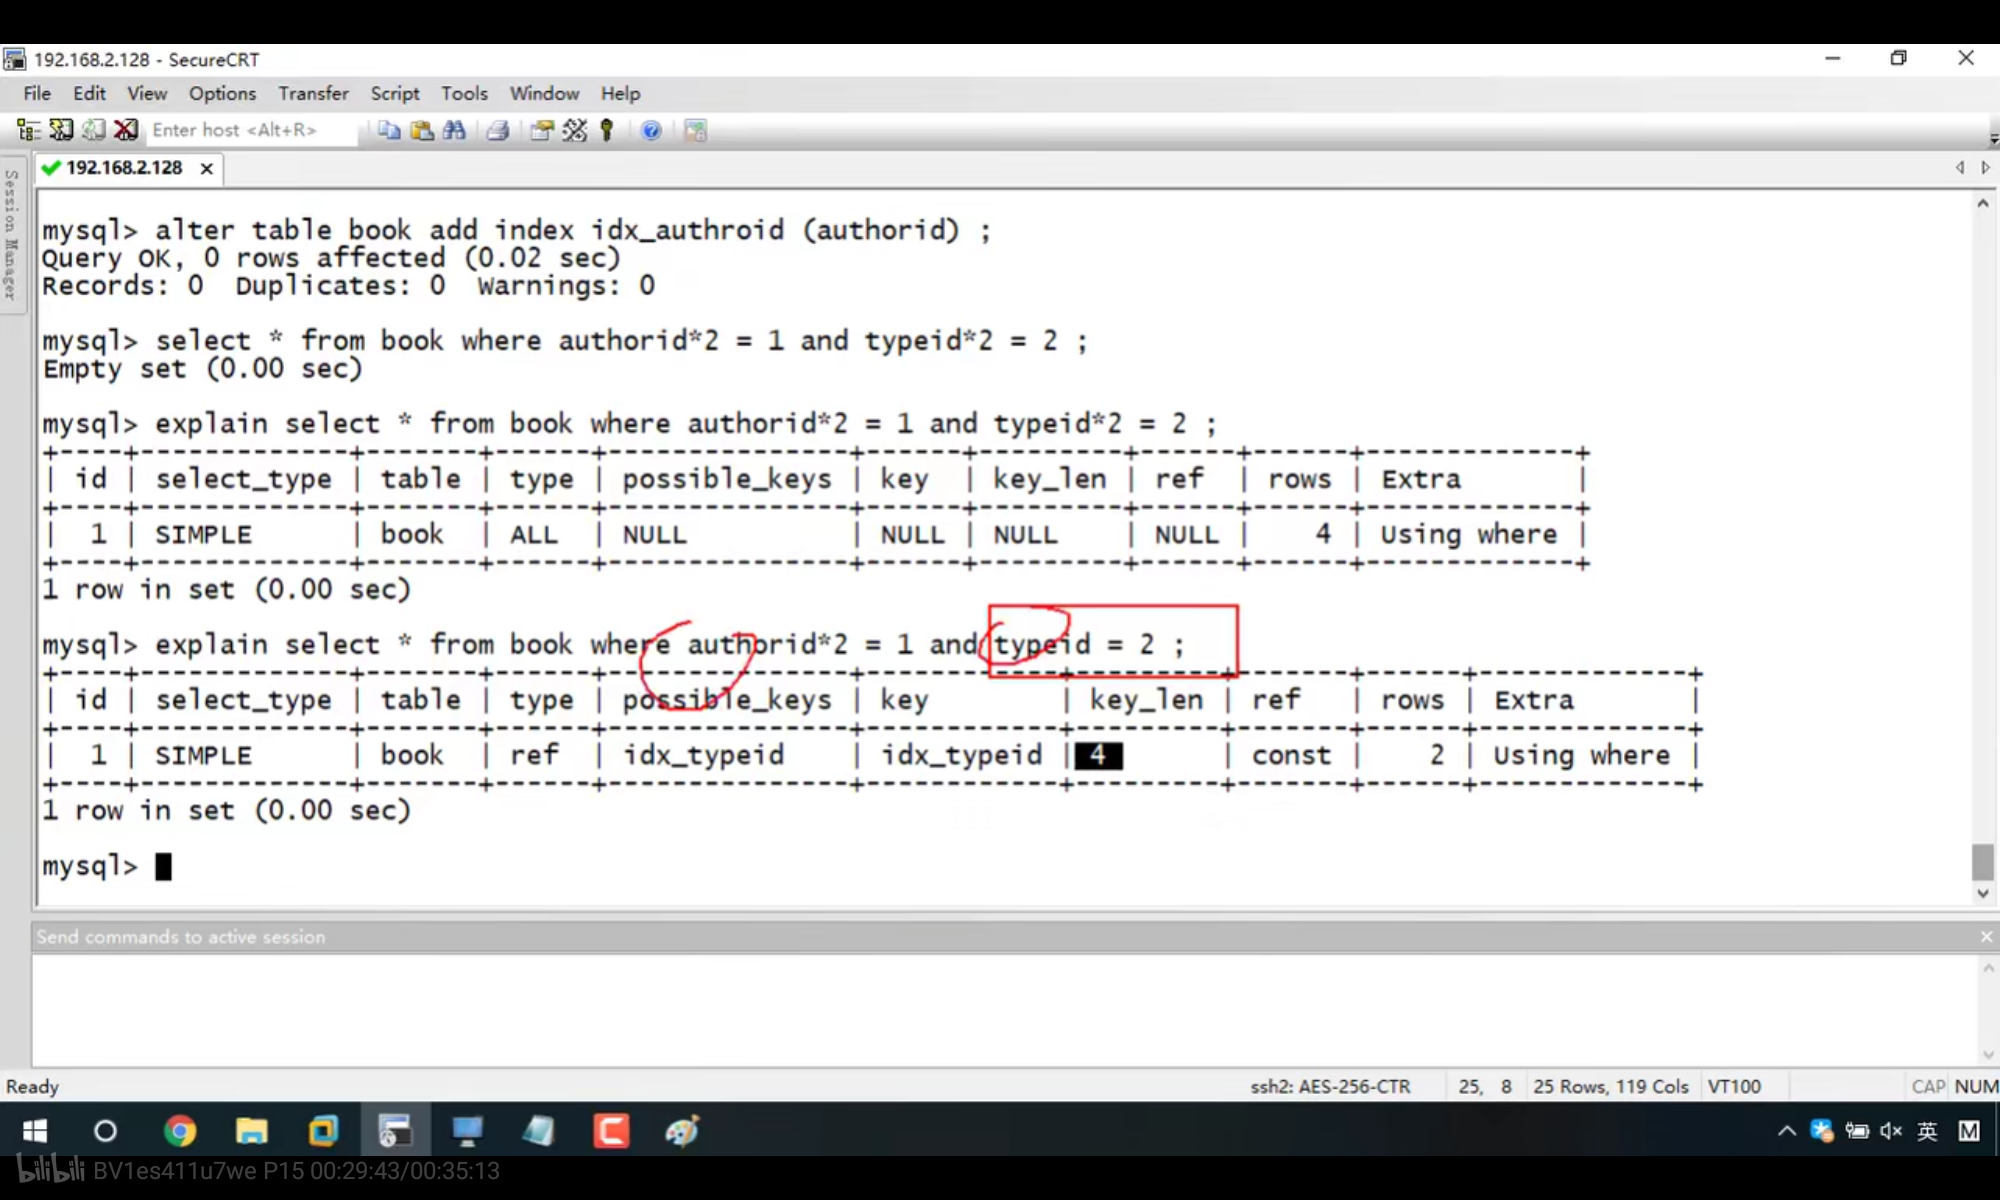 192.168.2.128 - SecureCRT
File Edit View Options Transfer Script Tools Window Help
Enter host <Alt+R>
192.168.2.128
Session Manager
mysql> alter table book add index idx_authroid (authorid) ;
Query OK, 0 rows affected (0.02 sec)
Records: 0  Duplicates: 0  Warnings: 0
mysql> select * from book where authorid*2 = 1 and typeid*2 = 2 ;
Empty set (0.00 sec)
mysql> explain select * from book where authorid*2 = 1 and typeid*2 = 2 ;
+----+-------------+-------+------+---------------+------+---------+------+------+-------------+
| id | select_type | table | type | possible_keys | key  | key_len | ref  | rows | Extra       |
+----+-------------+-------+------+---------------+------+---------+------+------+-------------+
|  1 | SIMPLE      | book  | ALL  | NULL          | NULL | NULL    | NULL |    4 | Using where |
+----+-------------+-------+------+---------------+------+---------+------+------+-------------+
1 row in set (0.00 sec)
mysql> explain select * from book where authorid*2 = 1 and typeid = 2 ;
+----+-------------+-------+------+---------------+------------+---------+-------+------+-------------+
| id | select_type | table | type | possible_keys | key        | key_len | ref   | rows | Extra       |
+----+-------------+-------+------+---------------+------------+---------+-------+------+-------------+
|  1 | SIMPLE      | book  | ref  | idx_typeid    | idx_typeid | 4       | const |    2 | Using where |
+----+-------------+-------+------+---------------+------------+---------+-------+------+-------------+
1 row in set (0.00 sec)
mysql>
Send commands to active session
Ready ssh2: AES-256-CTR 25, 8 25 Rows, 119 Cols VT100 CAP NUM
英 M
bilibili BV1es411u7we P15 00:29:43/00:35:13